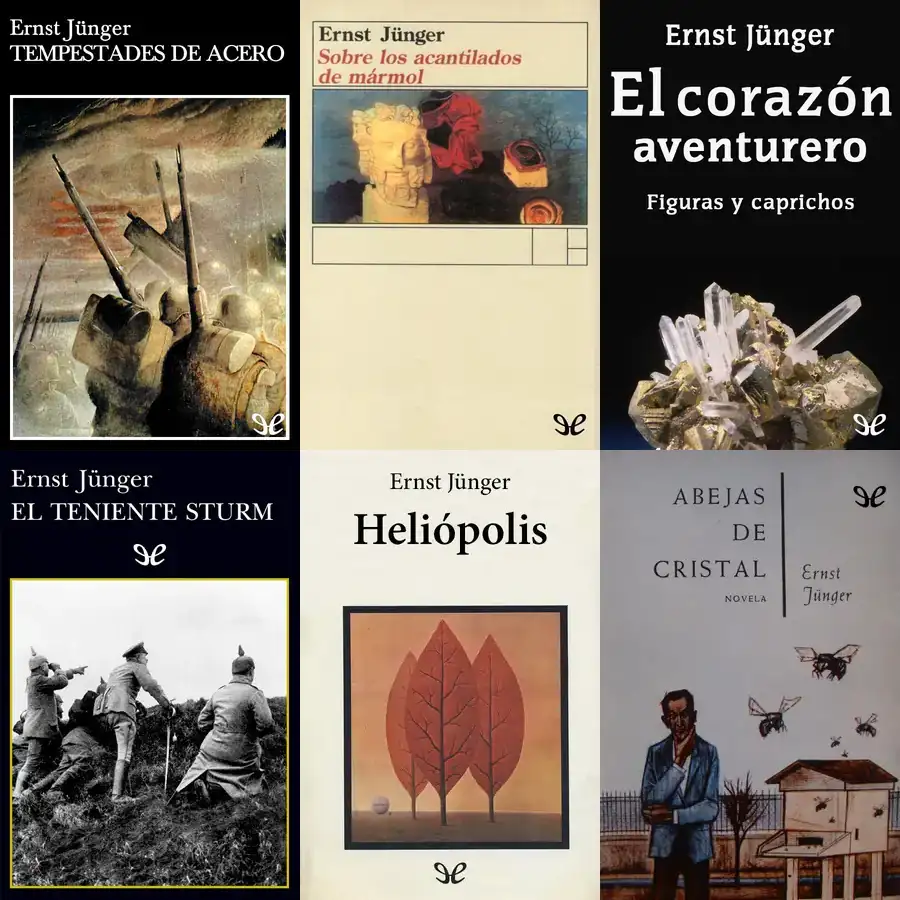 Ernst Jünger
TEMPESTADES DE ACERO
Ernst Jünger
Sobre los acantilados
de mármol
Ernst Jünger
El corazón
aventurero
Figuras y caprichos
Ernst Jünger
EL TENIENTE STURM
Ernst Jünger
Heliópolis
ABEJAS
DE
CRISTAL
NOVELA
Ernst
Jünger